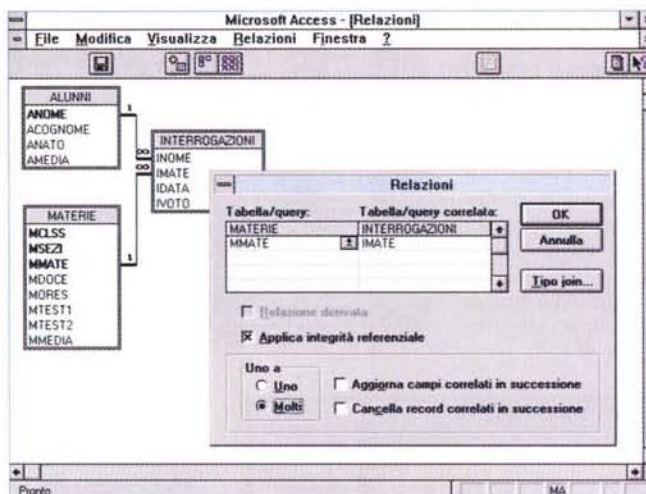 Microsoft Access - [Relazioni]
File Modifica Visualizza Relazioni Finestra ?
ALUNNI
ANOME
ACOGNOME
ANATO
AMEDIA
1
∞
∞
INTERROGAZIONI
INOME
IMATE
IDATA
IVOTO
MATERIE
MCLSS
MSEZI
MMATE
MDOCE
MORES
MTEST1
MTEST2
MMEDIA
1
Relazioni
Tabella/query: Tabella/query correlata:
MATERIE INTERROGAZIONI
MMATE IMATE
OK
Annulla
Tipo join...
Relazione derivata
Applica integrità referenziale
Uno a
Uno
Molti
Aggiorna campi correlati in successione
Cancella record correlati in successione
Pronto MA